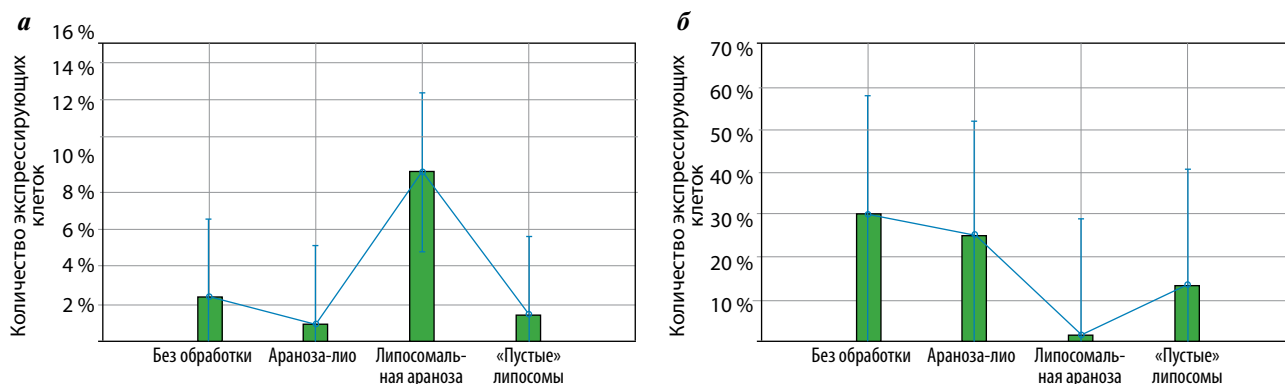 а
16 %
14 %
12 %
10 %
8 %
6 %
4 %
2 %
Количество экспрессирующих
клеток
Без обработки
Араноза-лио
Липосомаль-
ная араноза
«Пустые»
липосомы
б
70 %
60 %
50 %
40 %
30 %
20 %
10 %
Количество экспрессирующих
клеток
Без обработки
Араноза-лио
Липосомаль-
ная араноза
«Пустые»
липосомы